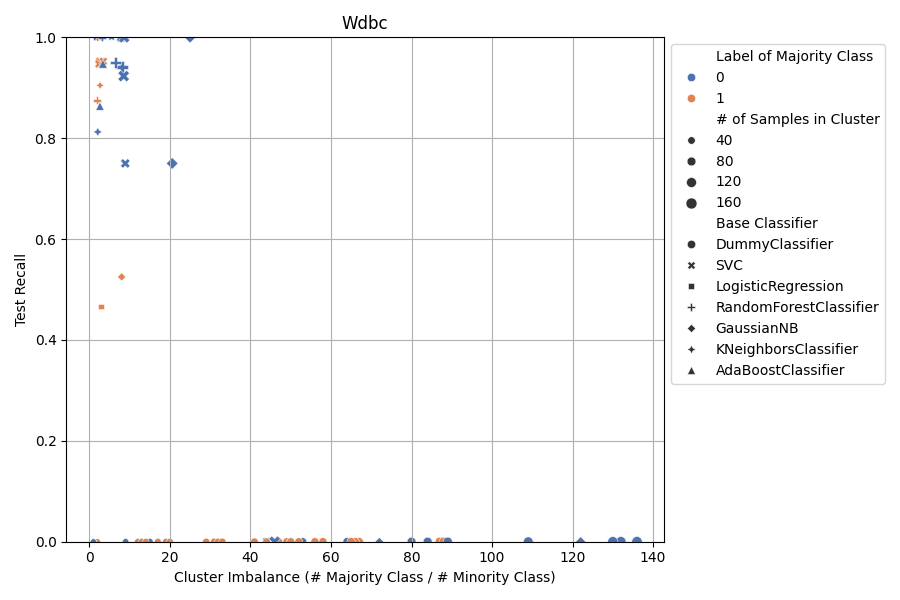 Wdbc
1.0
0.8
0.6
0.4
0.2
0.0
Test Recall
0 20 40 60 80 100 120 140
Cluster Imbalance (# Majority Class / # Minority Class)
Label of Majority Class
0
1
# of Samples in Cluster
40
80
120
160
Base Classifier
DummyClassifier
SVC
LogisticRegression
RandomForestClassifier
GaussianNB
KNeighborsClassifier
AdaBoostClassifier